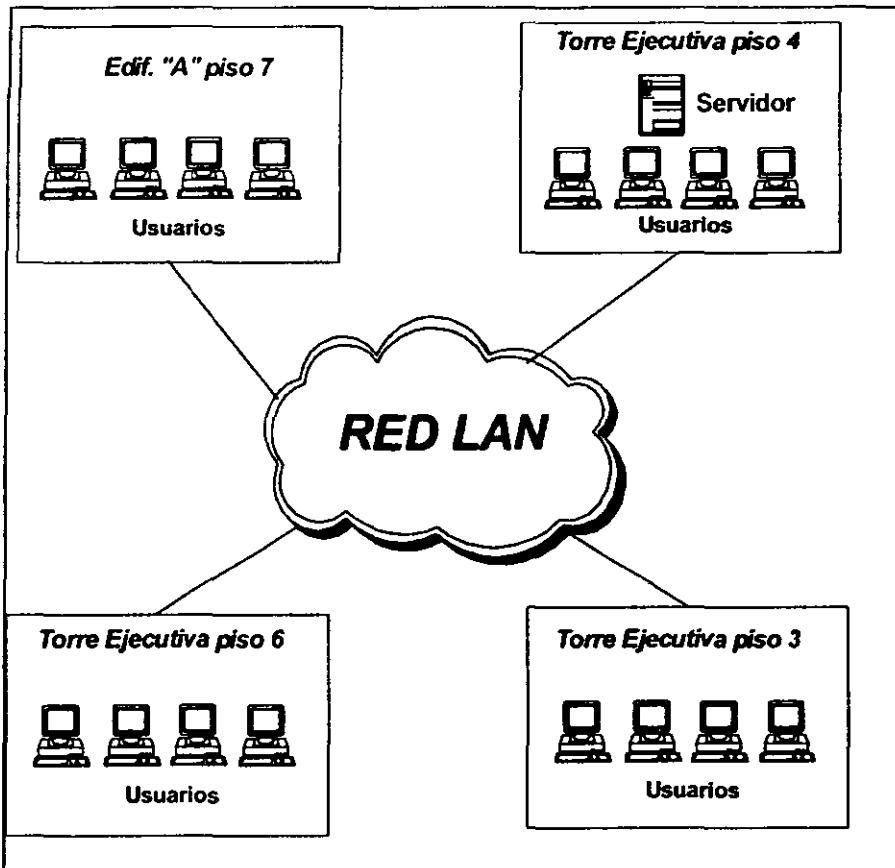 Edif. "A" piso 7
Usuarios
Torre Ejecutiva piso 4
Servidor
Usuarios
RED LAN
Torre Ejecutiva piso 6
Usuarios
Torre Ejecutiva piso 3
Usuarios